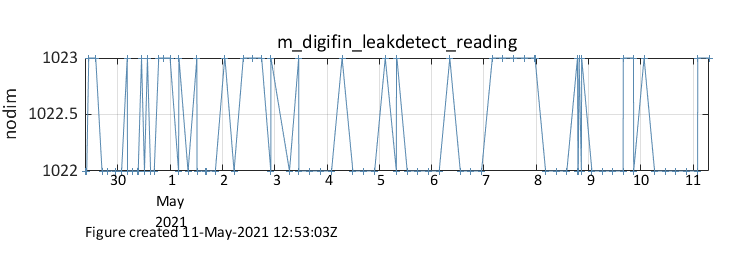 m_digifin_leakdetect_reading
nodim
1023
1022.5
1022
30 1 2 3 4 5 6 7 8 9 10 11
May
2021
Figure created 11-May-2021 12:53:03Z